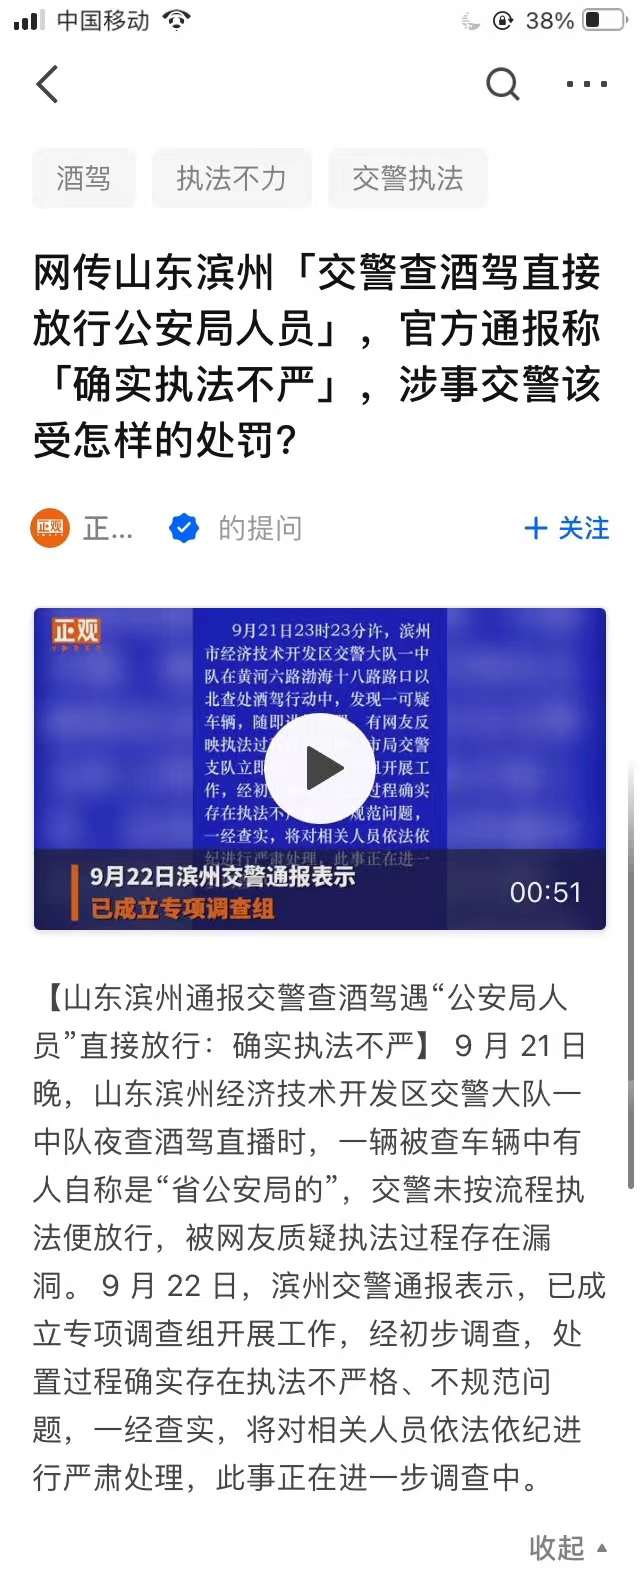 中国移动
38%
酒驾
执法不力
交警执法
网传山东滨州「交警查酒驾直接
放行公安局人员」，官方通报称
「确实执法不严」，涉事交警该
受怎样的处罚？
正观
正...
的提问
+ 关注
正观
9月21日23时23分许，滨州
市经济技术开发区交警大队一中
队在黄河六路渤海十八路路口以
北查处酒驾行动中，发现一可疑
车辆，随即进
有网友反
映执法过
市局交警
支队立即
组开展工
作，经初
过程确实
存在执法不
规范问题，
一经查实，将对相关人员依法依
纪进行严肃处理，此事正在进一
9月22日滨州交警通报表示
已成立专项调查组
00:51
【山东滨州通报交警查酒驾遇“公安局人
员”直接放行：确实执法不严】 9 月 21 日
晚，山东滨州经济技术开发区交警大队一
中队夜查酒驾直播时，一辆被查车辆中有
人自称是“省公安局的”，交警未按流程执
法便放行，被网友质疑执法过程存在漏
洞。 9 月 22 日，滨州交警通报表示，已成
立专项调查组开展工作，经初步调查，处
置过程确实存在执法不严格、不规范问
题，一经查实，将对相关人员依法依纪进
行严肃处理，此事正在进一步调查中。
收起